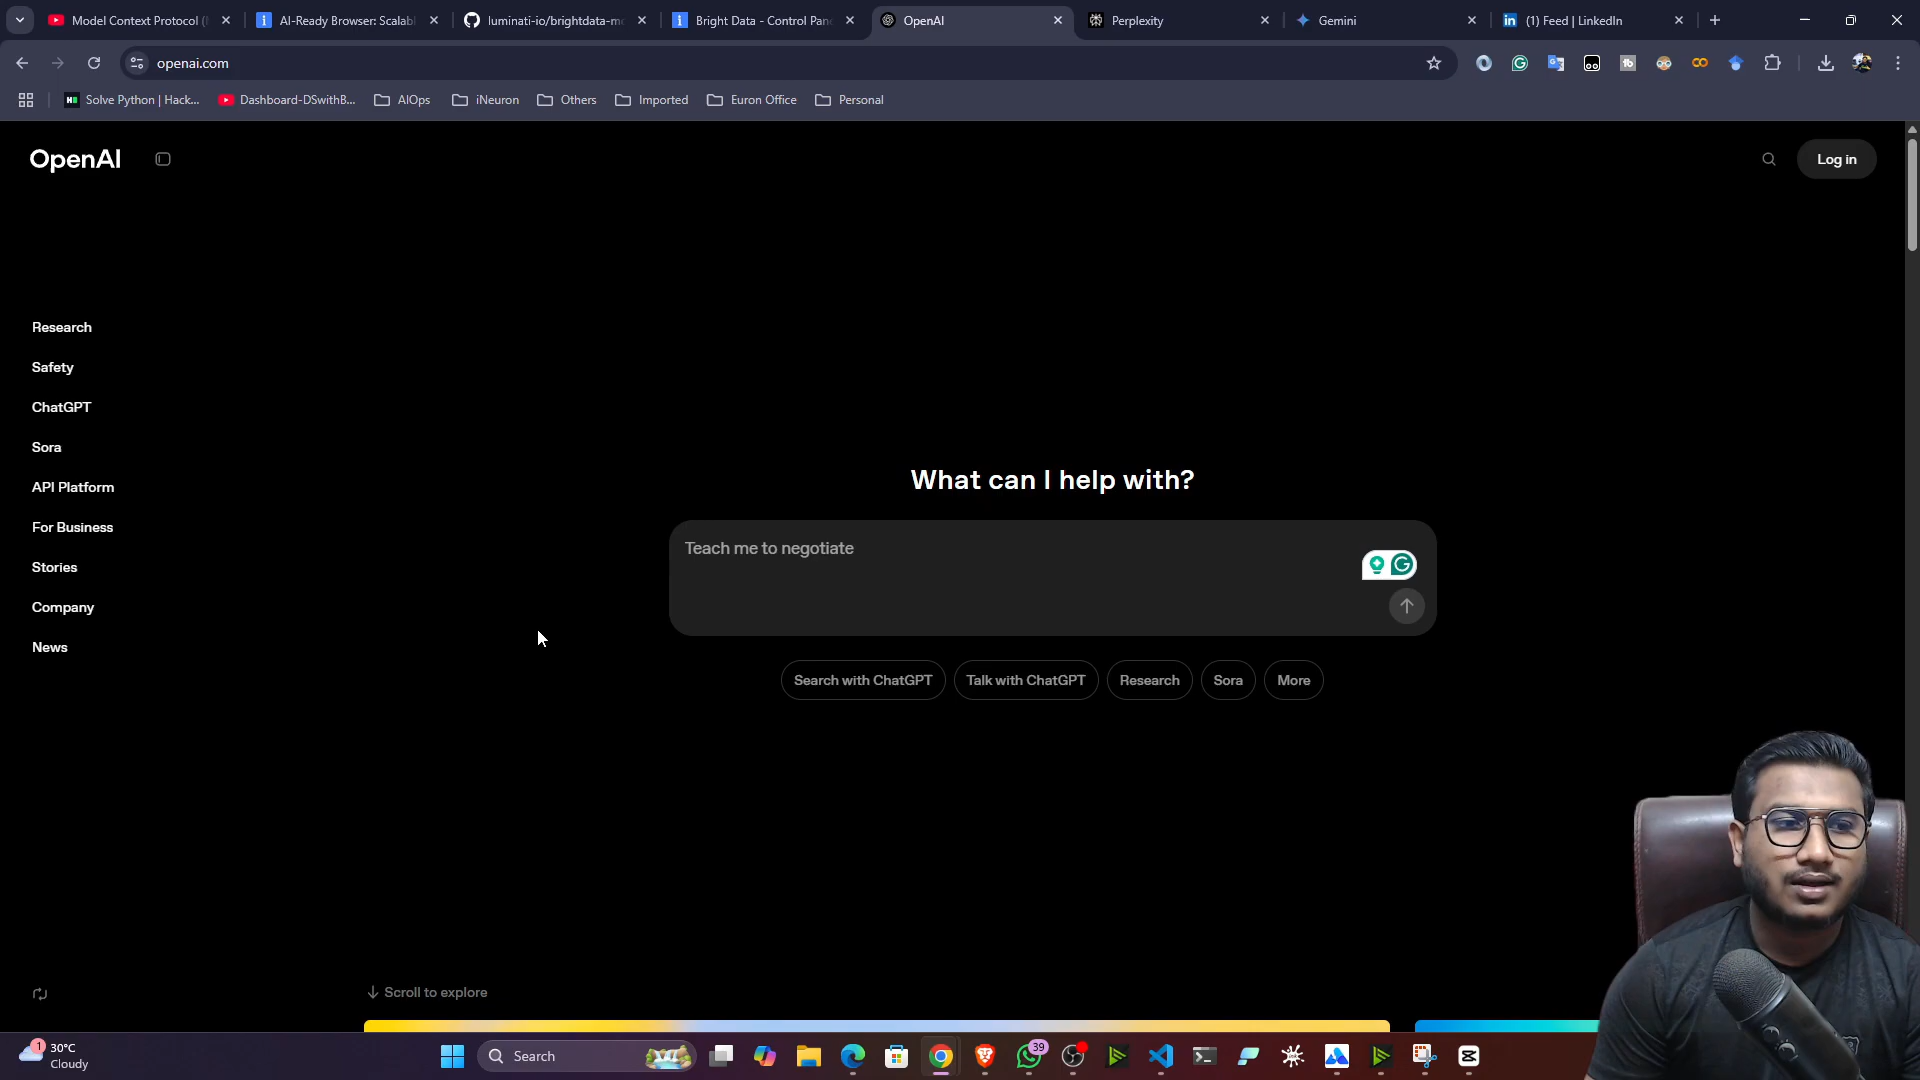 Model Context Protocol (
AI-Ready Browser: Scalab
luminati-io/brightdata-mc
Bright Data - Control Pan
OpenAI
Perplexity
Gemini
(1) Feed | LinkedIn
openai.com
Solve Python | Hack...
Dashboard-DSwithB...
AIOps
iNeuron
Others
Imported
Euron Office
Personal
OpenAI
Log in
Research
Safety
ChatGPT
Sora
API Platform
For Business
Stories
Company
News
What can I help with?
Teach me to negotiate
Search with ChatGPT
Talk with ChatGPT
Research
Sora
More
Scroll to explore
1
30°C
Cloudy
Search
39